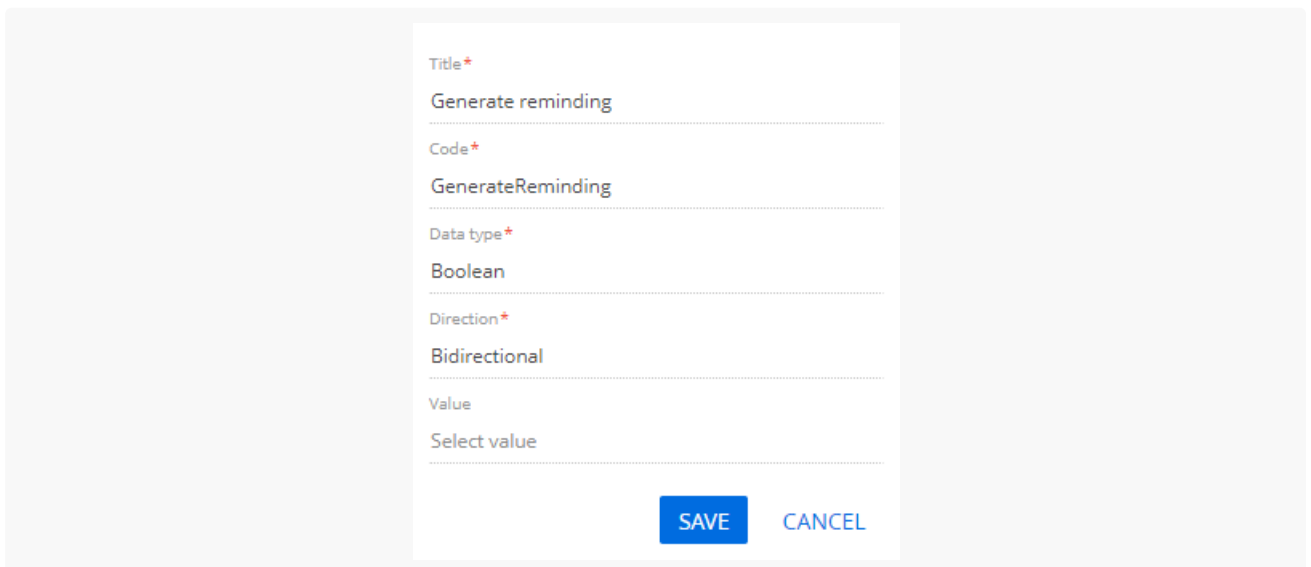 Title*
Generate reminding
Code*
GenerateReminding
Data type*
Boolean
Direction*
Bidirectional
Value
Select value
SAVE CANCEL